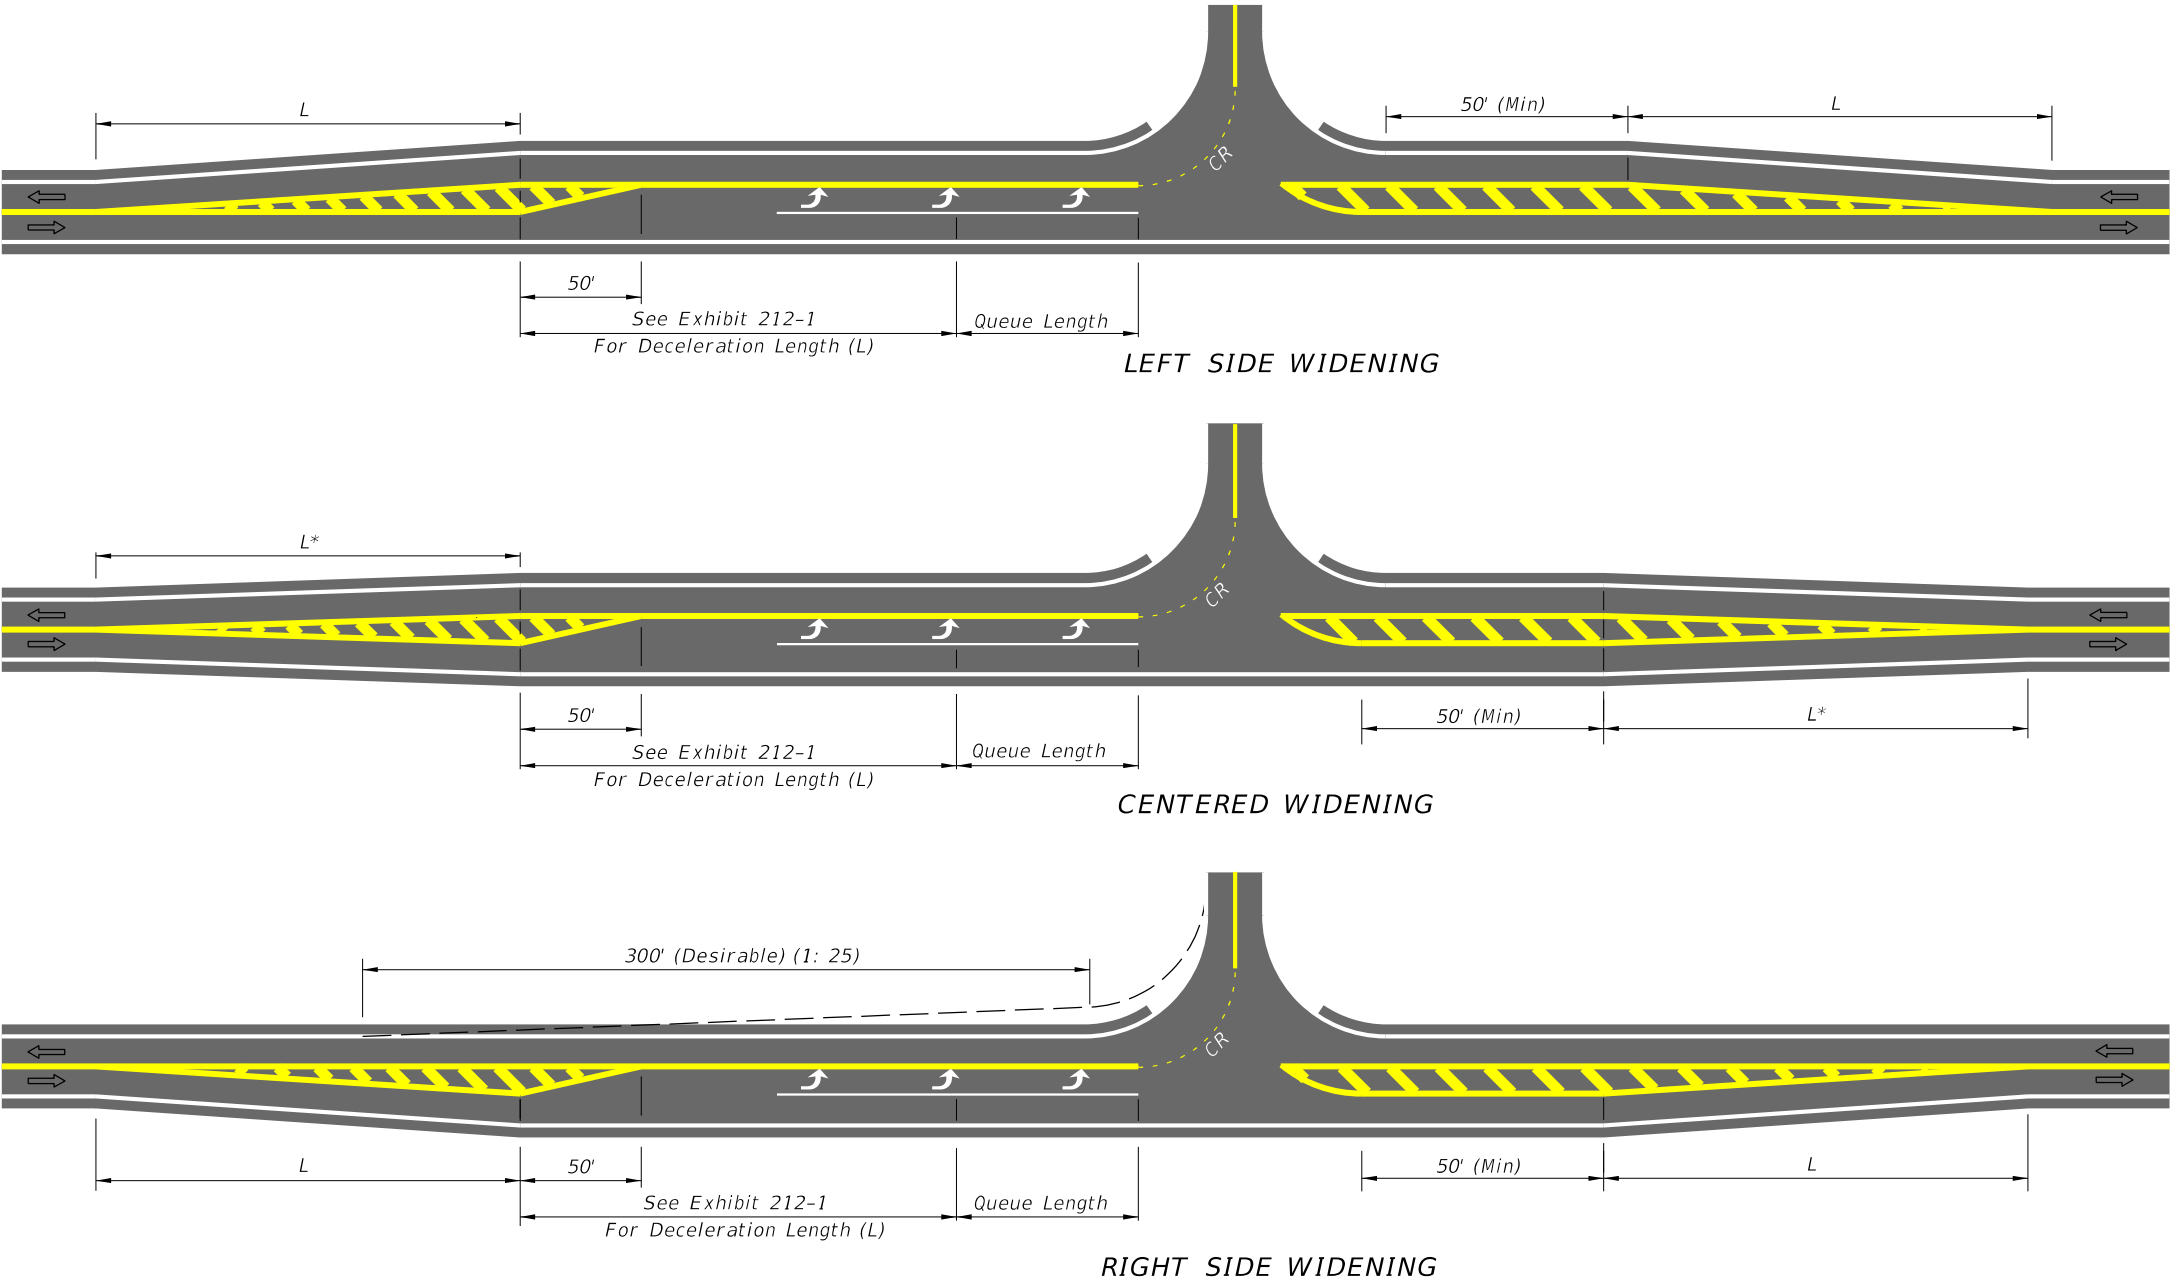 L
50' (Min)
L
CR
50'
See Exhibit 212-1
For Deceleration Length (L)
Queue Length
LEFT SIDE WIDENING
L*
CR
50'
See Exhibit 212-1
For Deceleration Length (L)
Queue Length
50' (Min)
L*
CENTERED WIDENING
300' (Desirable) (1: 25)
CR
L
50'
See Exhibit 212-1
For Deceleration Length (L)
Queue Length
50' (Min)
L
RIGHT SIDE WIDENING